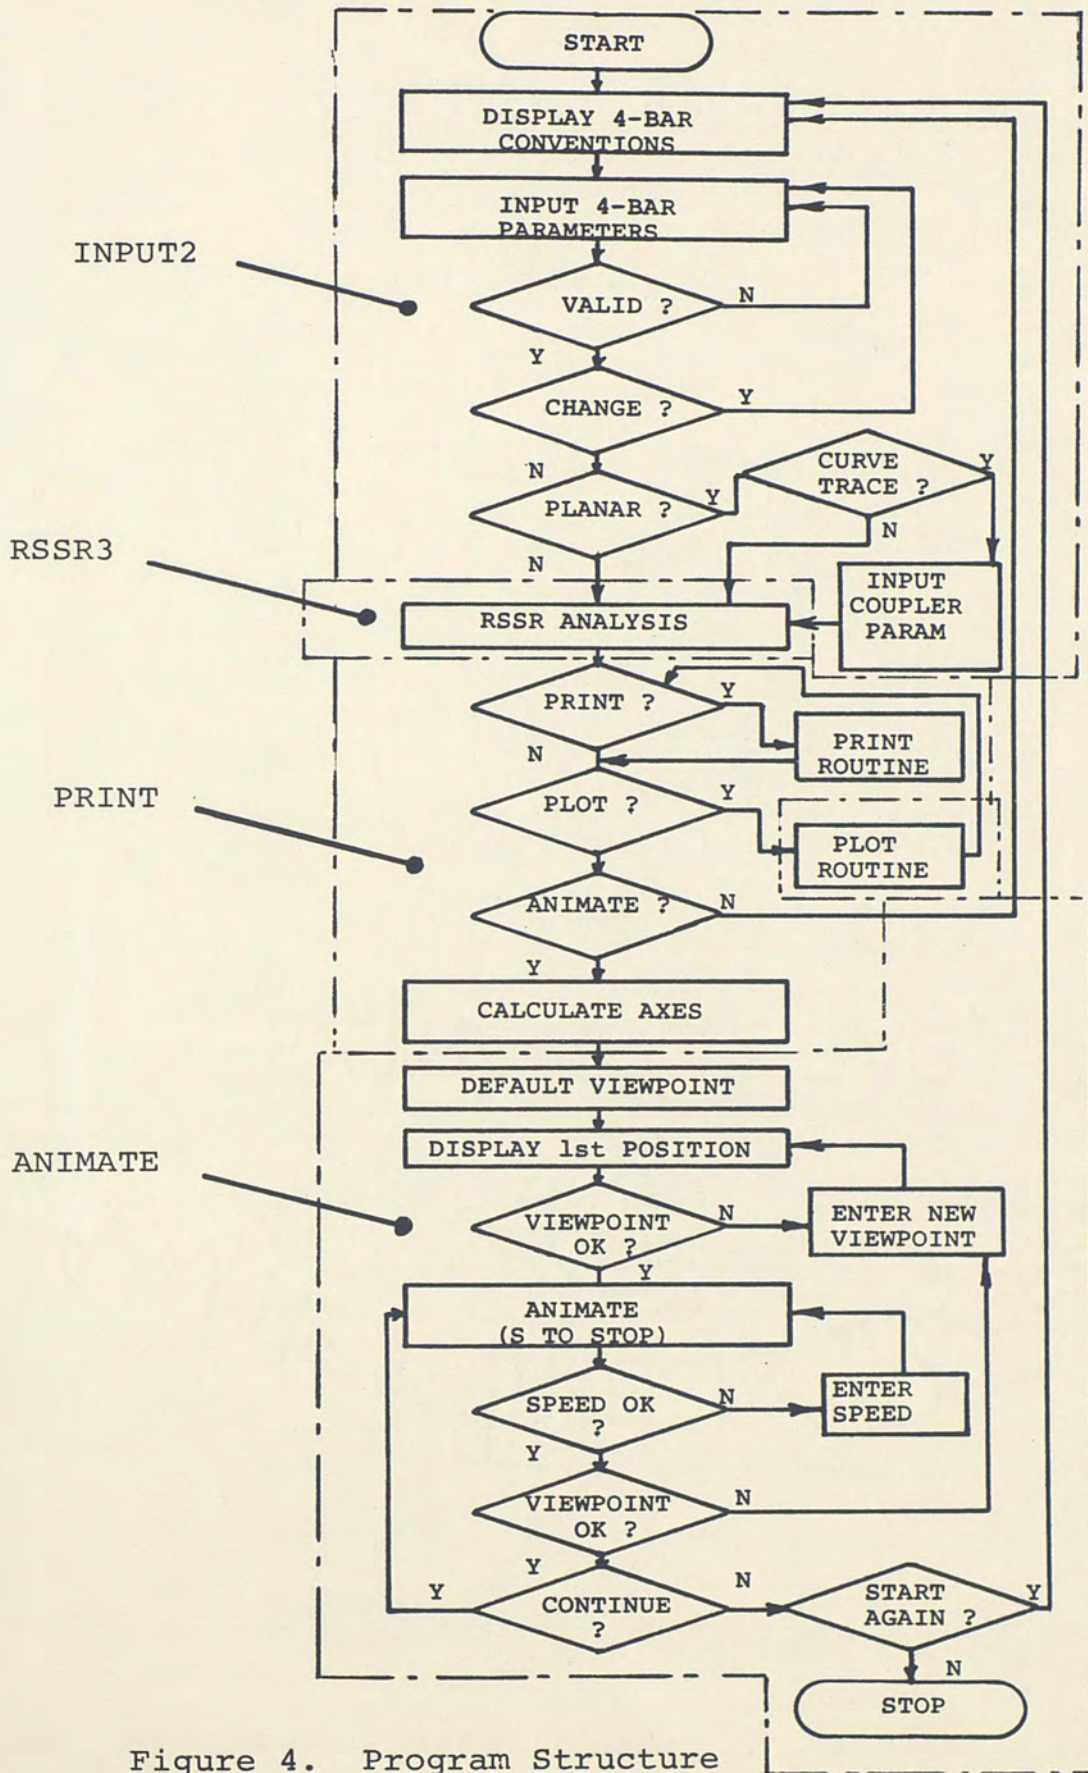 START
DISPLAY 4-BAR
CONVENTIONS
INPUT 4-BAR
PARAMETERS
INPUT2
VALID ?
N
Y
CHANGE ?
Y
N
PLANAR ?
Y
CURVE
TRACE ?
Y
N
N
RSSR3
INPUT
COUPLER
PARAM
RSSR ANALYSIS
PRINT ?
Y
N
PRINT
ROUTINE
PRINT
PLOT ?
Y
PLOT
ROUTINE
ANIMATE ?
N
Y
CALCULATE AXES
DEFAULT VIEWPOINT
DISPLAY 1st POSITION
ANIMATE
VIEWPOINT
OK ?
N
Y
ENTER NEW
VIEWPOINT
ANIMATE
(S TO STOP)
SPEED OK
?
N
Y
ENTER
SPEED
VIEWPOINT
OK ?
N
Y
CONTINUE
?
Y
N
START
AGAIN ?
Y
N
STOP
Figure 4. Program Structure